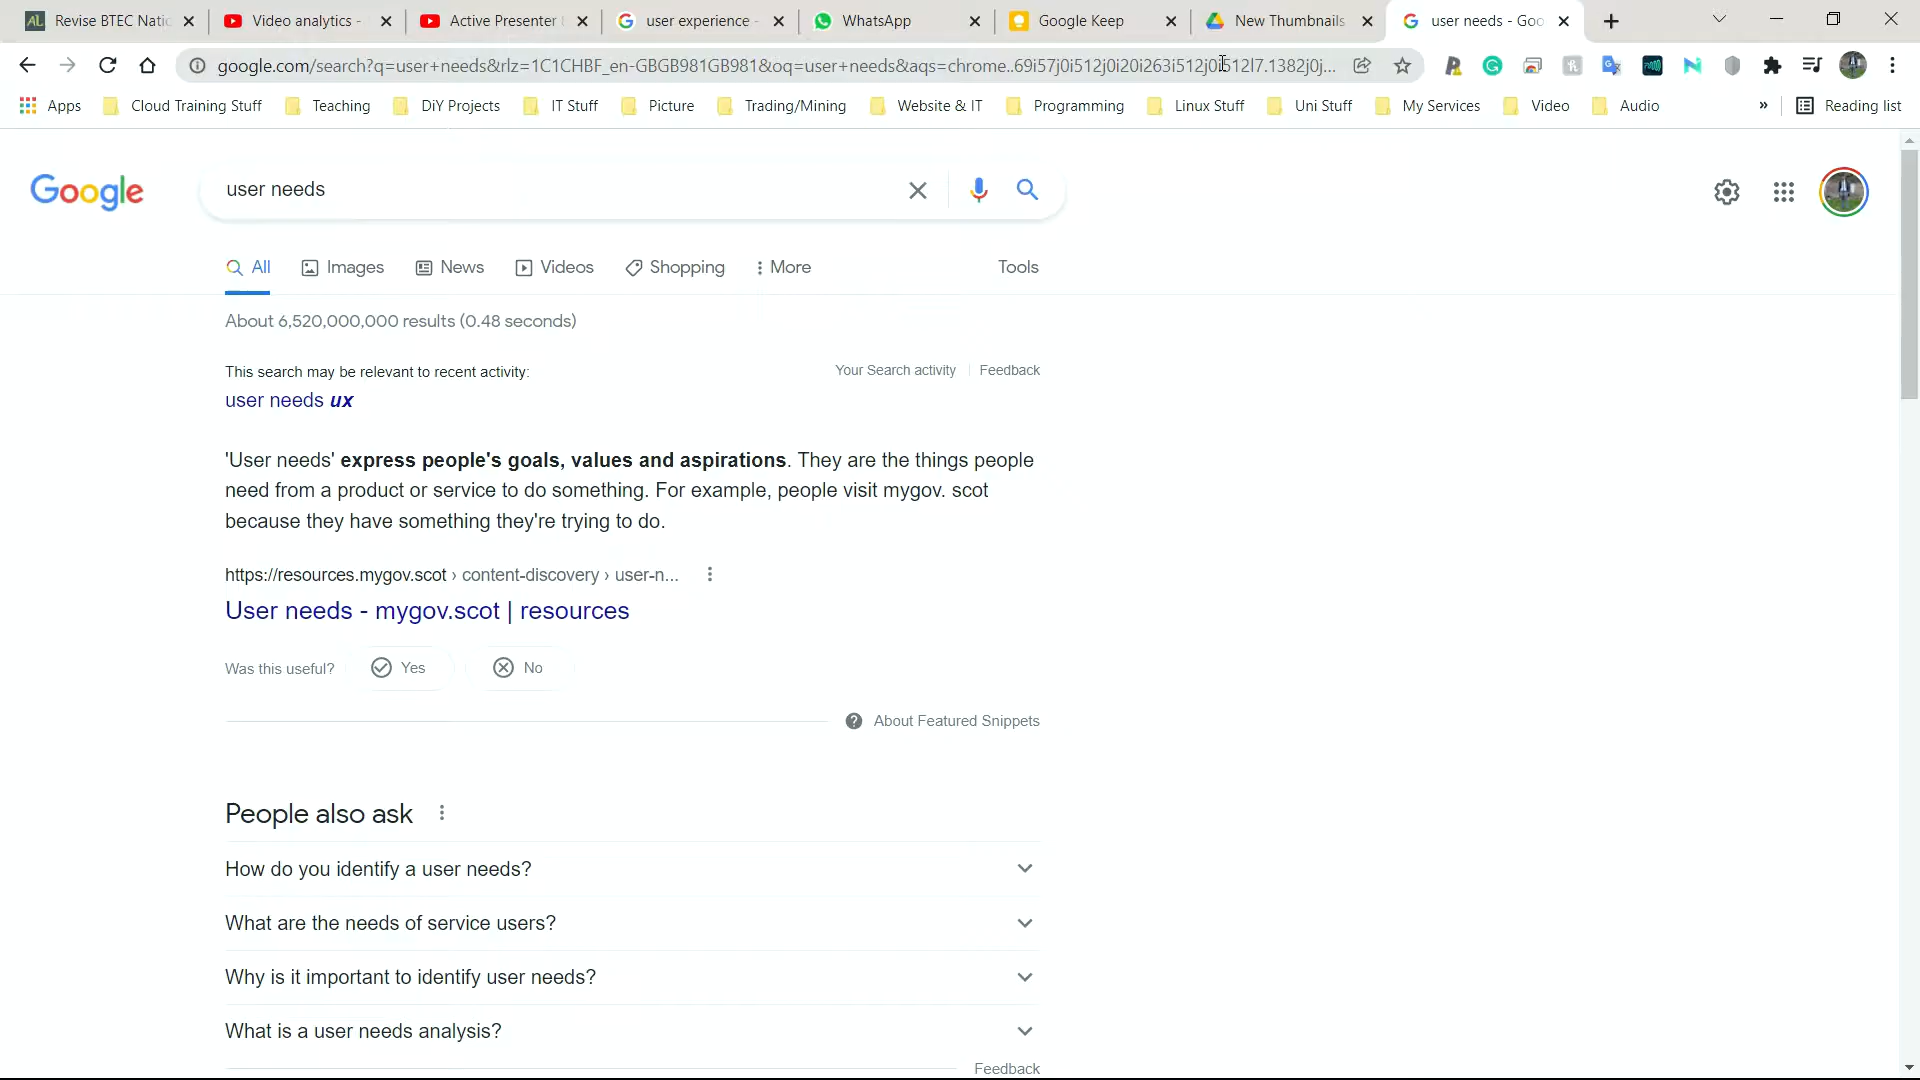 Revise BTEC Natio
Video analytics -
Active Presenter
user experience -
WhatsApp
Google Keep
New Thumbnails
user needs - Goo
google.com/search?q=user+needs&rlz=1C1CHBF_en-GBGB981GB981&oq=user+needs&aqs=chrome..69i57j0i512j0i20i263i512j0i512l7.1382j0j...
Apps
Cloud Training Stuff
Teaching
DiY Projects
IT Stuff
Picture
Trading/Mining
Website & IT
Programming
Linux Stuff
Uni Stuff
My Services
Video
Audio
»
Reading list
Google
user needs
All
Images
News
Videos
Shopping
More
Tools
About 6,520,000,000 results (0.48 seconds)
This search may be relevant to recent activity:
Your Search activity
Feedback
user needs ux
'User needs' express people's goals, values and aspirations. They are the things people
need from a product or service to do something. For example, people visit mygov. scot
because they have something they're trying to do.
https://resources.mygov.scot › content-discovery › user-n...
User needs - mygov.scot | resources
Was this useful?
Yes
No
About Featured Snippets
People also ask
How do you identify a user needs?
What are the needs of service users?
Why is it important to identify user needs?
What is a user needs analysis?
Feedback